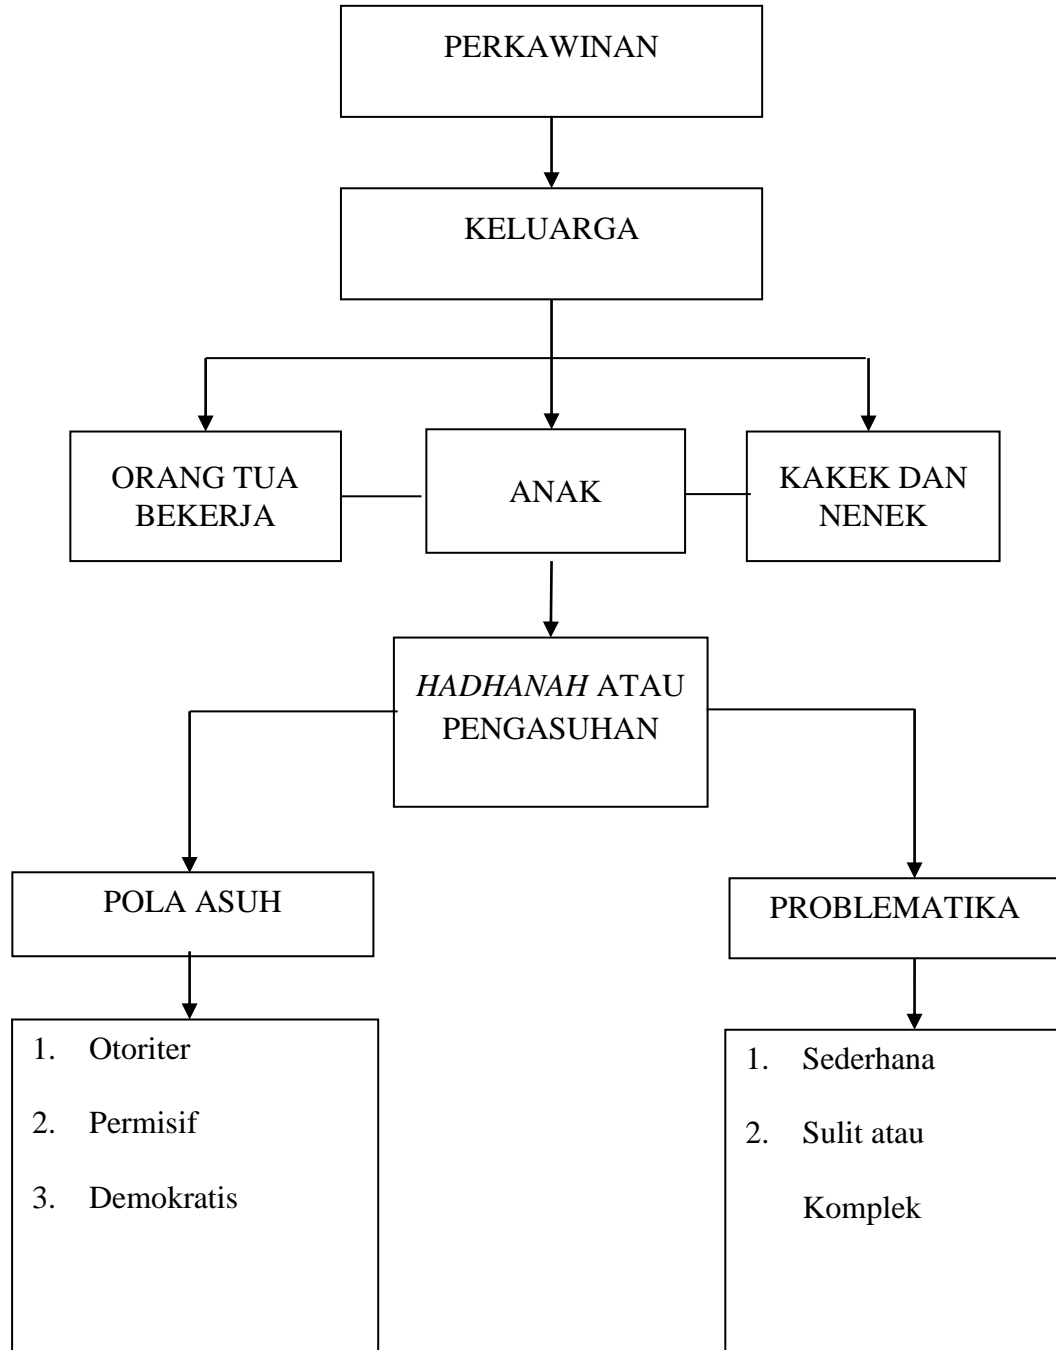 PERKAWINAN
KELUARGA
ORANG TUA
BEKERJA
ANAK
KAKEK DAN
NENEK
HADHANAH ATAU
PENGASUHAN
POLA ASUH
PROBLEMATIKA
1. Otoriter
2. Permisif
3. Demokratis
1. Sederhana
2. Sulit atau
Komplek